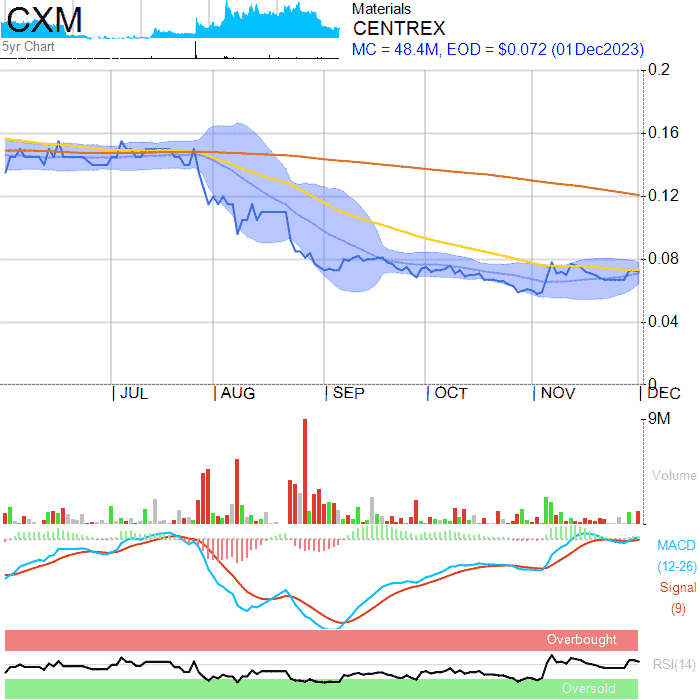 CXM
5yr Chart
Materials
CENTREX
MC = 48.4M, EOD = $0.072 (01Dec2023)
0.2
0.16
0.12
0.08
0.04
0
JUL AUG SEP OCT NOV DEC
9M
Volume
MACD
(12-26)
Signal
(9)
Overbought
RSI(14)
Oversold